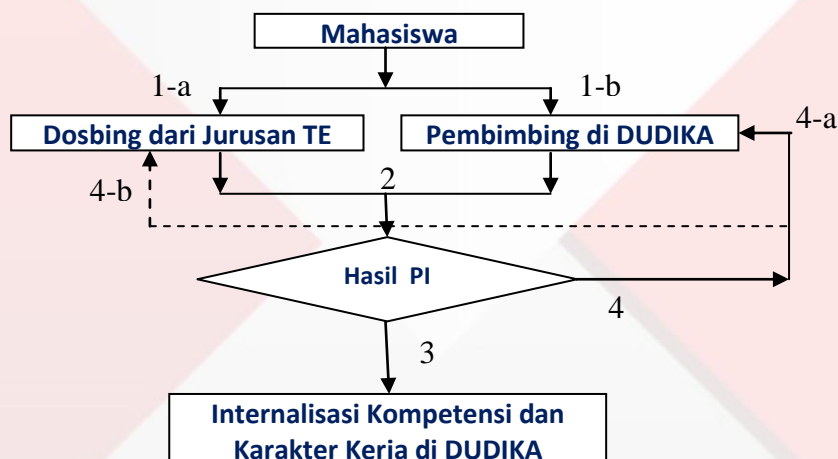 Mahasiswa
1-a
1-b
Dosbing dari Jurusan TE
Pembimbing di DUDIKA
4-a
4-b
2
Hasil PI
4
3
Internalisasi Kompetensi dan
Karakter Kerja di DUDIKA